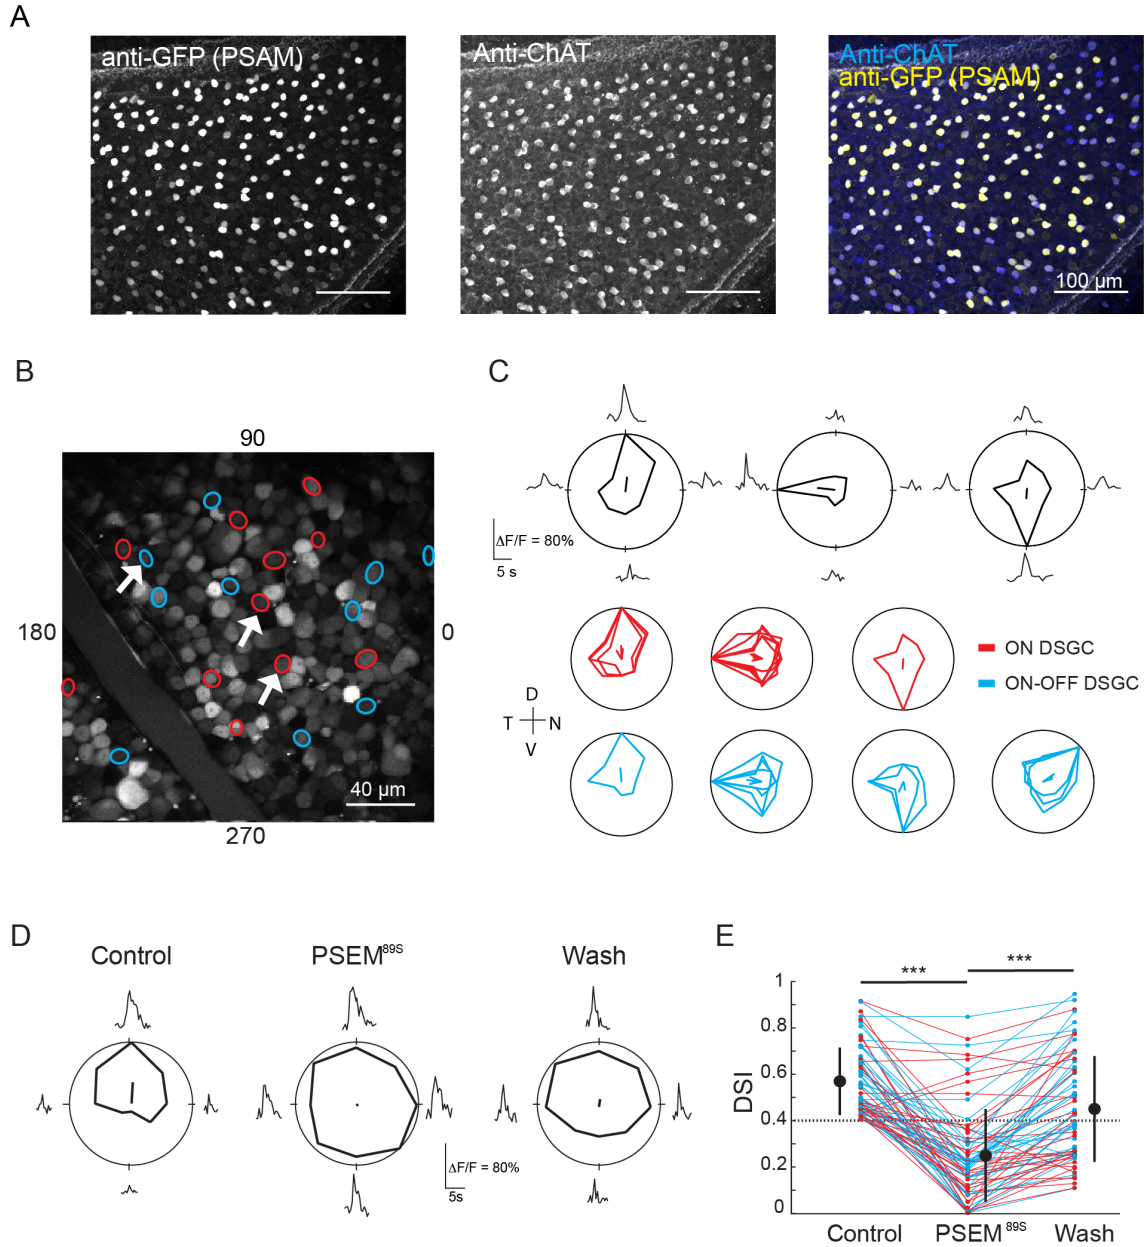 A
anti-GFP (PSAM)
Anti-ChAT
Anti-ChAT
anti-GFP (PSAM)
100 µm
B
90
180
0
270
40 µm
C
ΔF/F = 80%
5 s
ON DSGC
ON-OFF DSGC
D
T N
V
D
Control
PSEM89S
Wash
ΔF/F = 80%
5s
E
***
***
1
0.8
0.6
0.4
0.2
0
DSI
Control
PSEM 89S
Wash